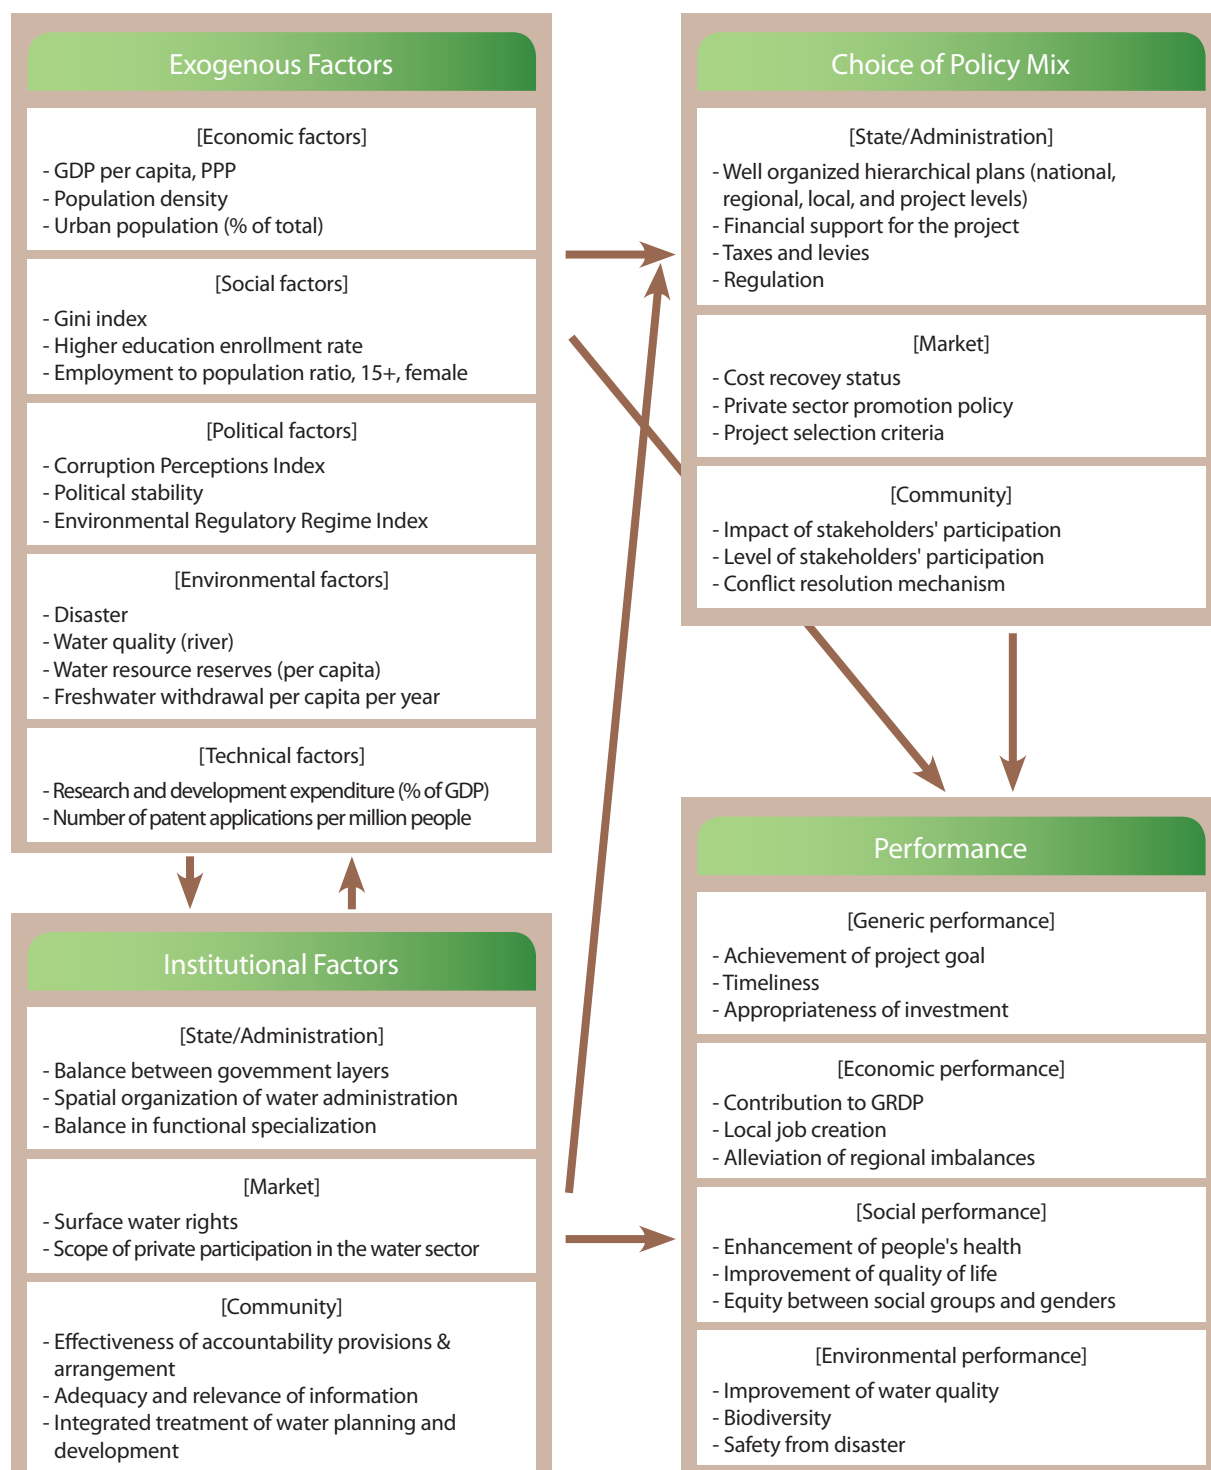 Exogenous Factors
[Economic factors]
- GDP per capita, PPP
- Population density
- Urban population (% of total)
[Social factors]
- Gini index
- Higher education enrollment rate
- Employment to population ratio, 15+, female
[Political factors]
- Corruption Perceptions Index
- Political stability
- Environmental Regulatory Regime Index
[Environmental factors]
- Disaster
- Water quality (river)
- Water resource reserves (per capita)
- Freshwater withdrawal per capita per year
[Technical factors]
- Research and development expenditure (% of GDP)
- Number of patent applications per million people
Institutional Factors
[State/Administration]
- Balance between government layers
- Spatial organization of water administration
- Balance in functional specialization
[Market]
- Surface water rights
- Scope of private participation in the water sector
[Community]
- Effectiveness of accountability provisions &
arrangement
- Adequacy and relevance of information
- Integrated treatment of water planning and
development
Choice of Policy Mix
[State/Administration]
- Well organized hierarchical plans (national,
regional, local, and project levels)
- Financial support for the project
- Taxes and levies
- Regulation
[Market]
- Cost recovey status
- Private sector promotion policy
- Project selection criteria
[Community]
- Impact of stakeholders' participation
- Level of stakeholders' participation
- Conflict resolution mechanism
Performance
[Generic performance]
- Achievement of project goal
- Timeliness
- Appropriateness of investment
[Economic performance]
- Contribution to GRDP
- Local job creation
- Alleviation of regional imbalances
[Social performance]
- Enhancement of people's health
- Improvement of quality of life
- Equity between social groups and genders
[Environmental performance]
- Improvement of water quality
- Biodiversity
- Safety from disaster